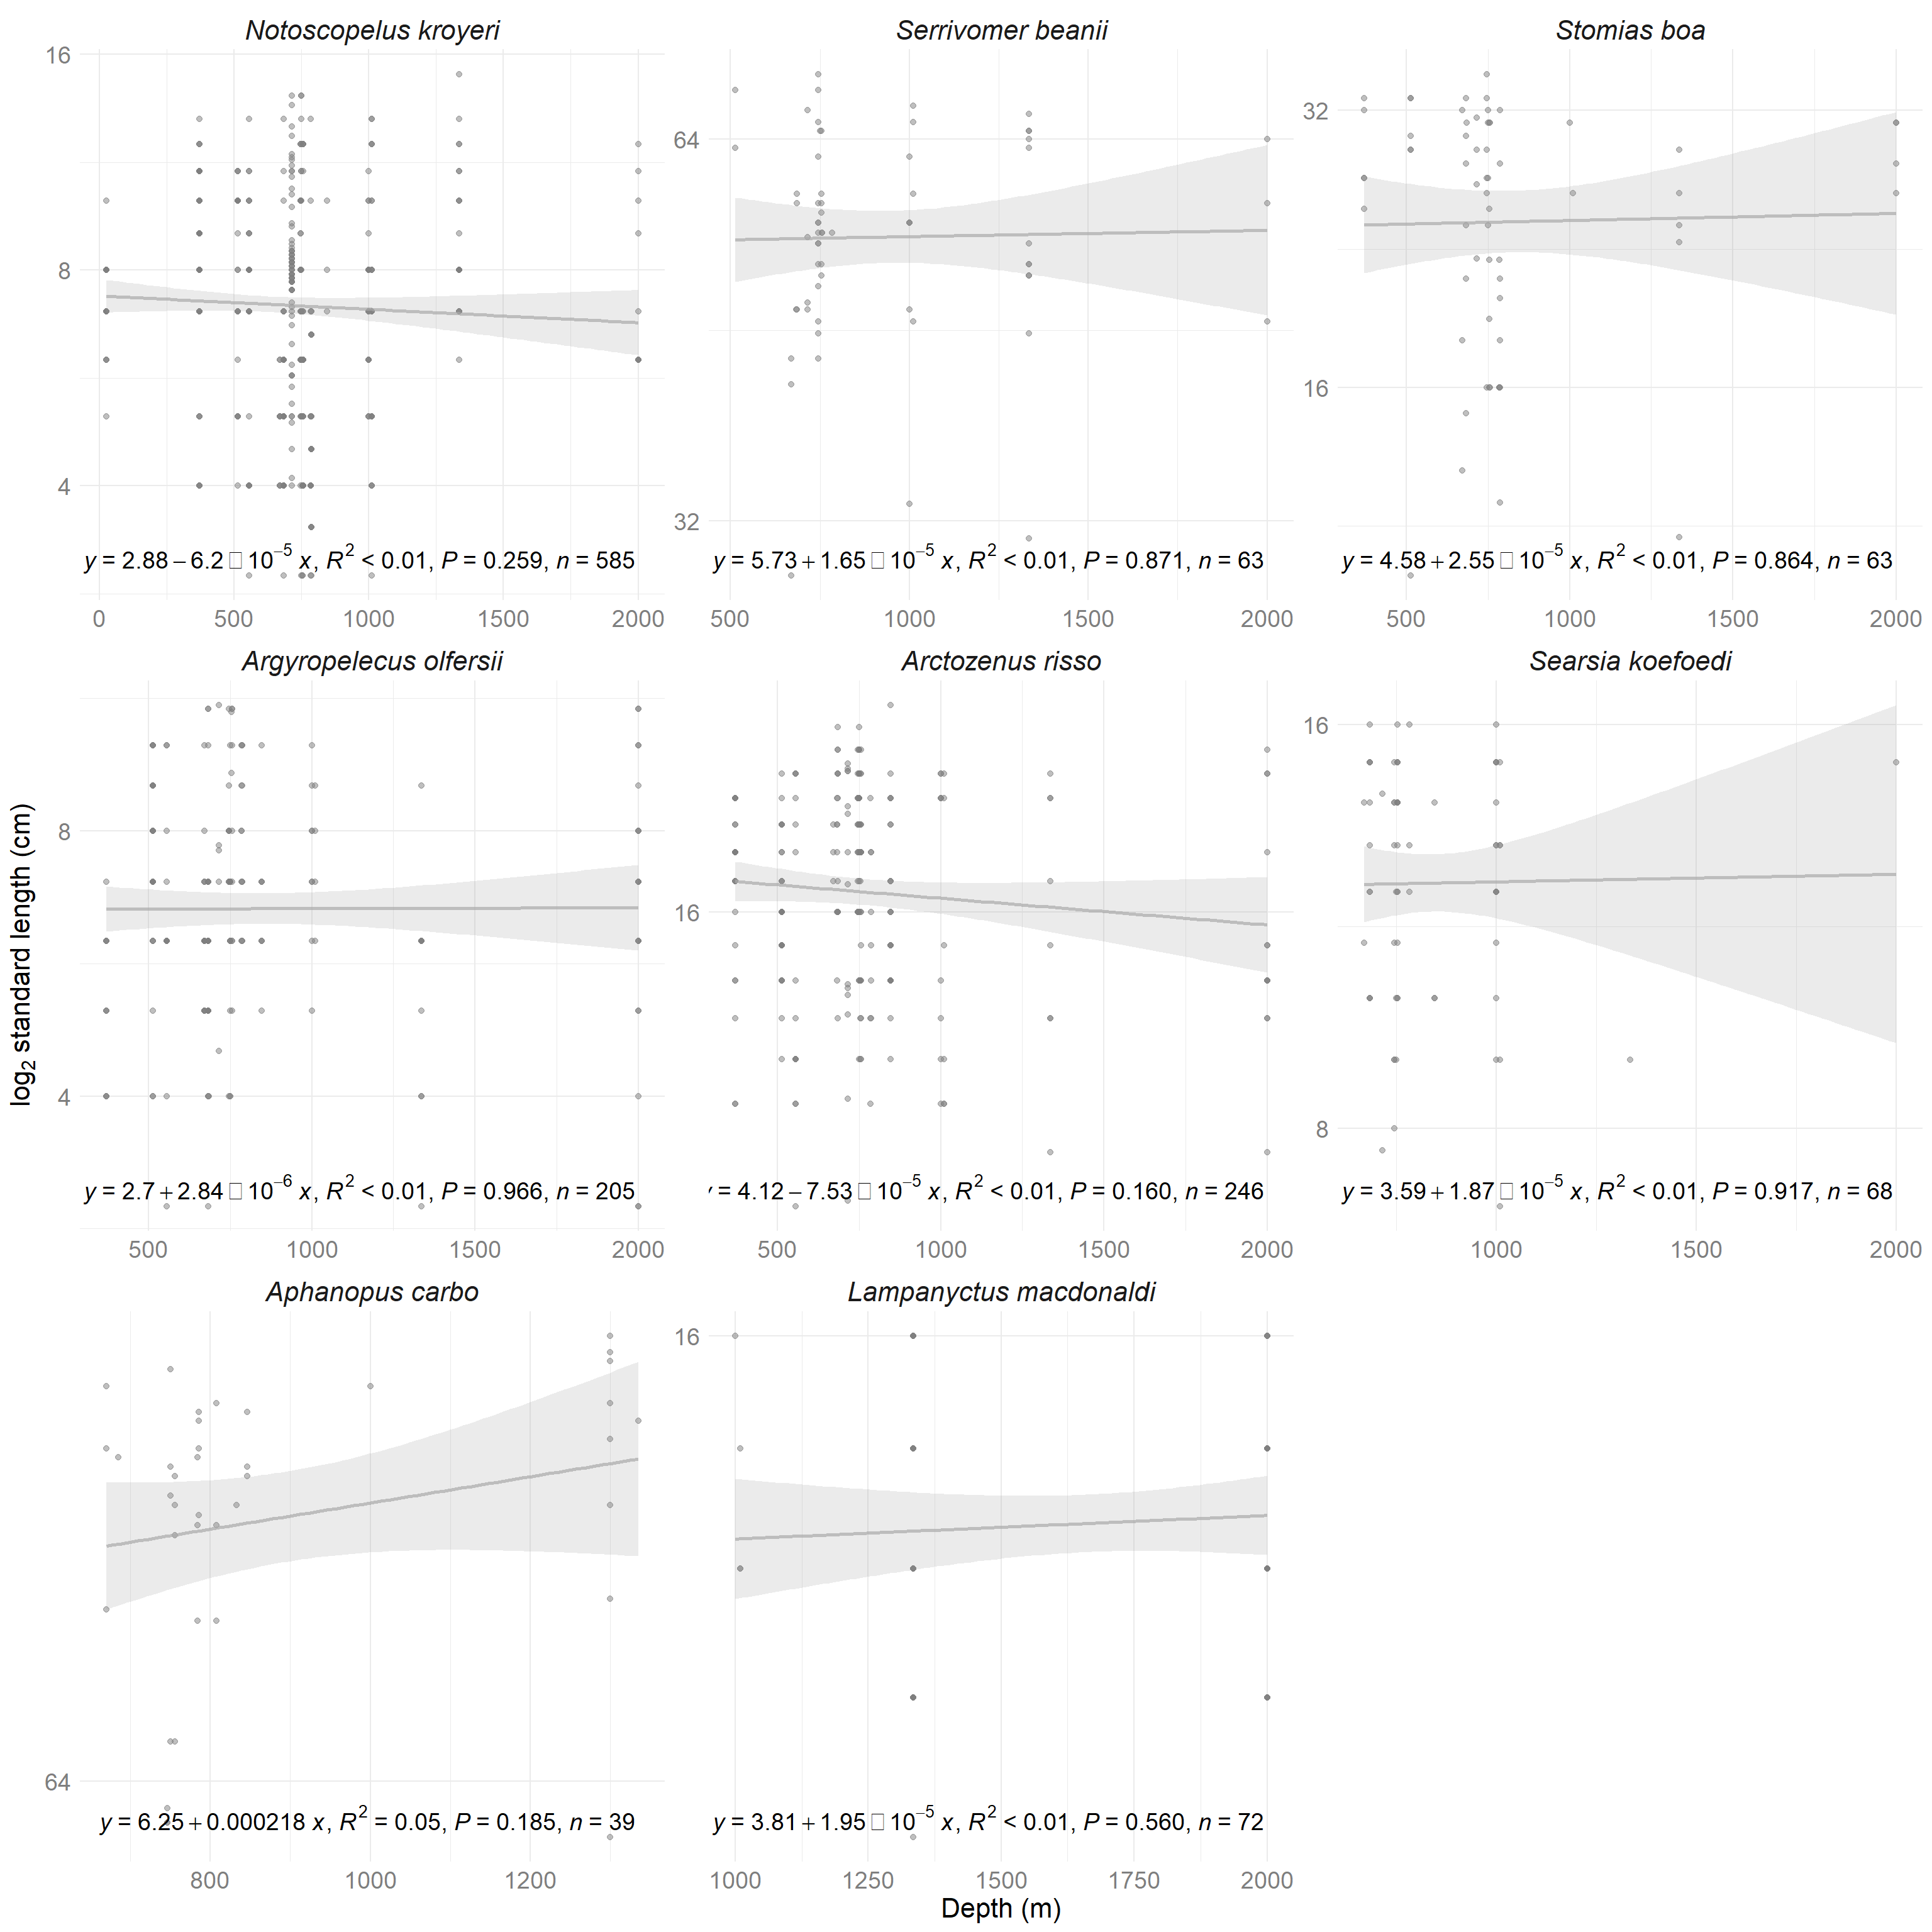 Notoscopelus kroyeri
Serrivomer beanii
Stomias boa
16
8
4
64
32
32
16
y = 2.88 − 6.2 □ 10⁻⁵ x, R² < 0.01, P = 0.259, n = 585
y = 5.73 + 1.65 □ 10⁻⁵ x, R² < 0.01, P = 0.871, n = 63
y = 4.58 + 2.55 □ 10⁻⁵ x, R² < 0.01, P = 0.864, n = 63
0 500 1000 1500 2000
500 1000 1500 2000
500 1000 1500 2000
Argyropelecus olfersii
Arctozenus risso
Searsia koefoedi
log₂ standard length (cm)
8
4
16
16
8
y = 2.7 + 2.84 □ 10⁻⁶ x, R² < 0.01, P = 0.966, n = 205
y = 4.12 − 7.53 □ 10⁻⁵ x, R² < 0.01, P = 0.160, n = 246
y = 3.59 + 1.87 □ 10⁻⁵ x, R² < 0.01, P = 0.917, n = 68
500 1000 1500 2000
500 1000 1500 2000
1000 1500 2000
Aphanopus carbo
Lampanyctus macdonaldi
64
16
y = 6.25 + 0.000218 x, R² = 0.05, P = 0.185, n = 39
y = 3.81 + 1.95 □ 10⁻⁵ x, R² < 0.01, P = 0.560, n = 72
800 1000 1200
1000 1250 1500 1750 2000
Depth (m)